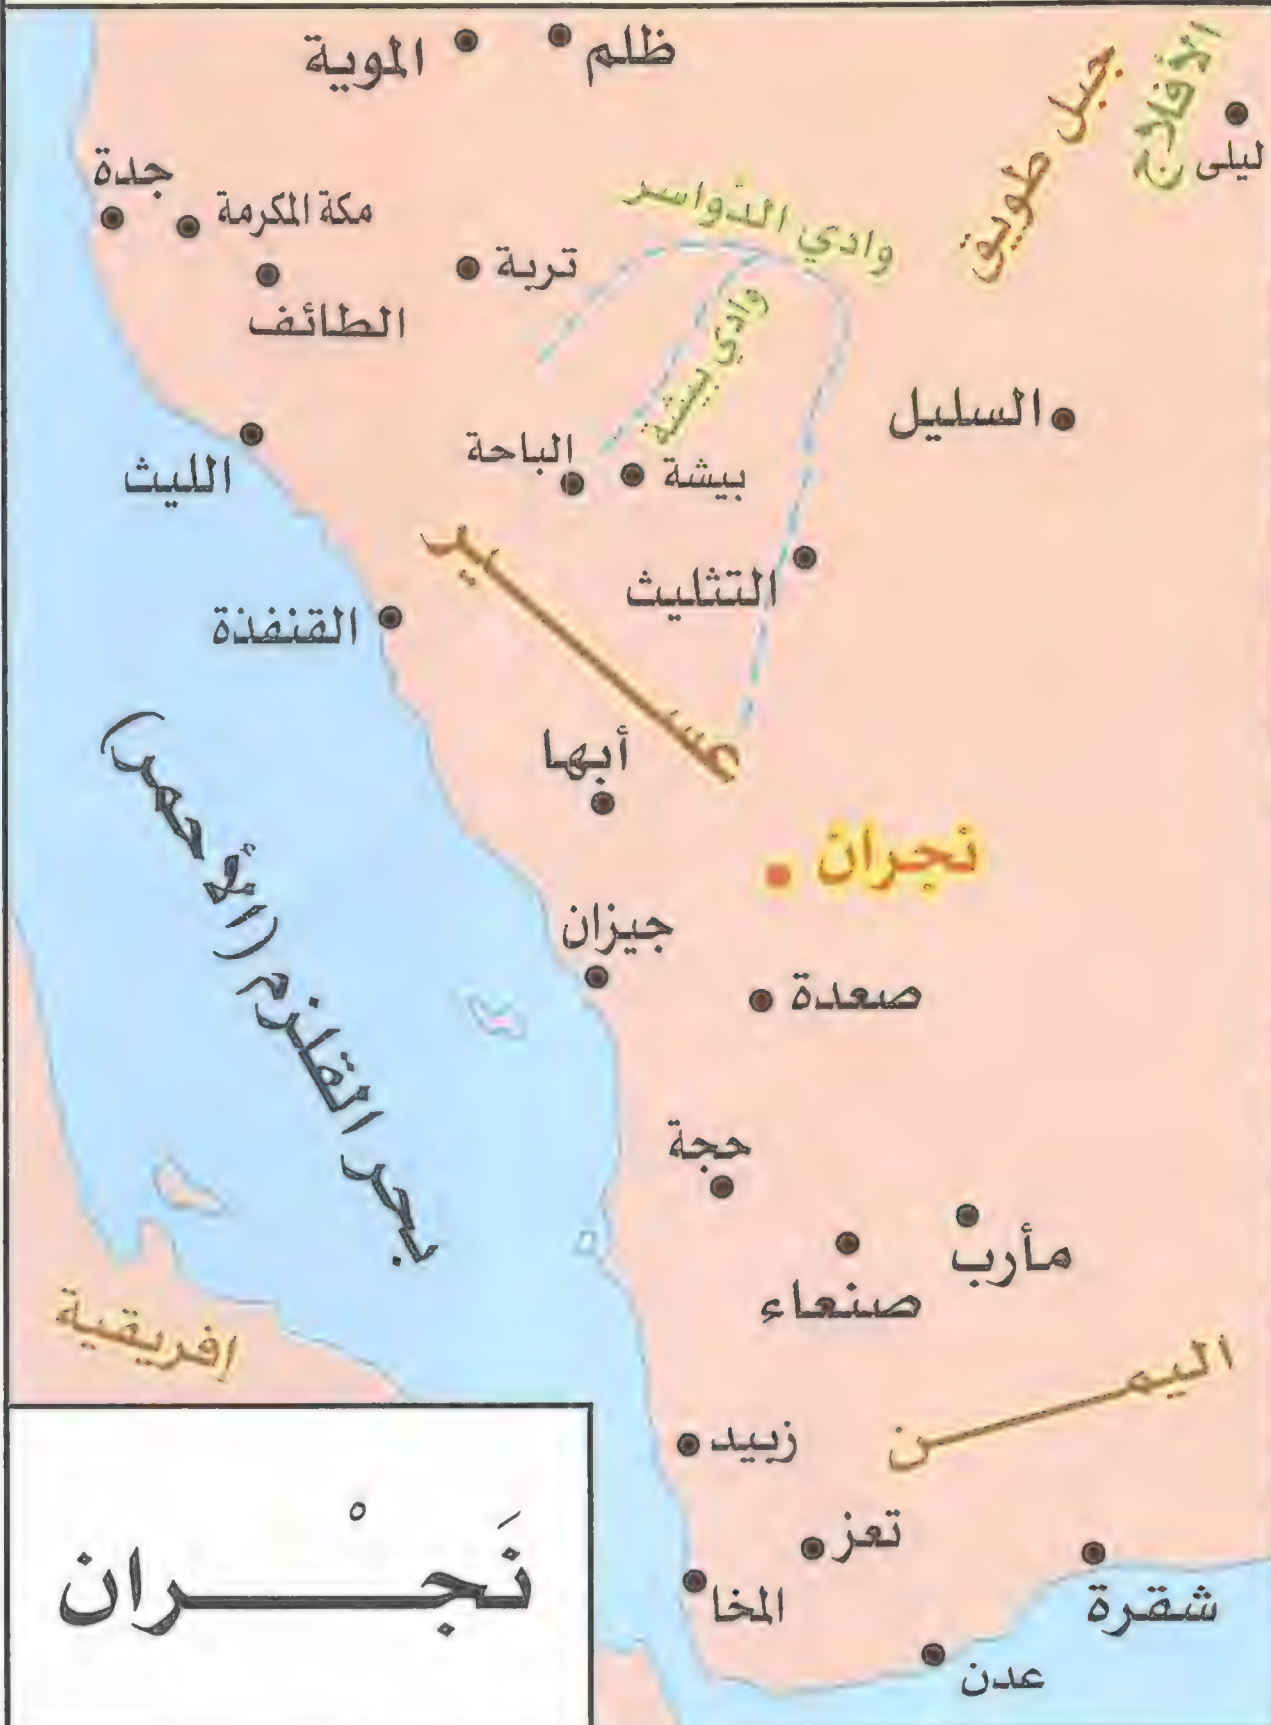 ظلم
الموية
الأفلاج
جبل طويق
ليلى
جدة
مكة المكرمة
وادي الدواسر
تربة
الطائف
وادي بيشة
السليل
الليث
الباحة
بيشة
عسير
التثليث
القنفذة
أبها
نجران
جيزان
صعدة
بحر القلزم (الأحمر)
حجة
مأرب
صنعاء
إفريقية
اليمن
زبيد
تعز
المخا
شقرة
عدن
نَجْران